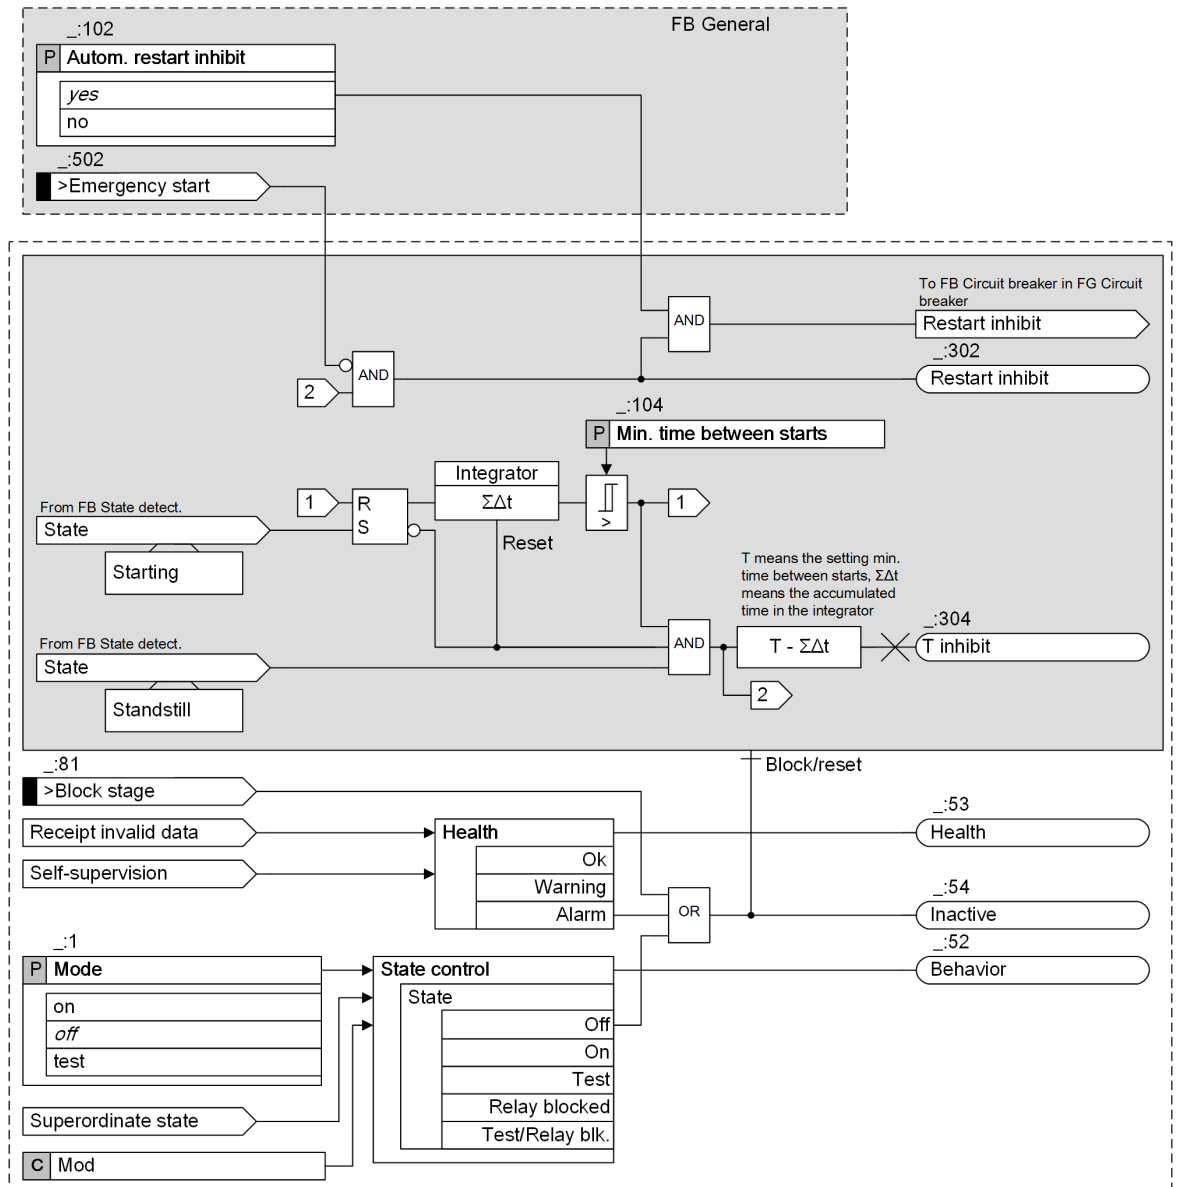 FB General
_:102
P Autom. restart inhibit
yes
no
_:502
>Emergency start
To FB Circuit breaker in FG Circuit
breaker
AND
Restart inhibit
_:302
AND
Restart inhibit
2
_:104
P Min. time between starts
Integrator
1
R
ΣΔt
>
1
From FB State detect.
State
S
Reset
Starting
T means the setting min.
time between starts, ΣΔt
means the accumulated
time in the integrator
_:304
From FB State detect.
AND
T - ΣΔt
T inhibit
State
2
Standstill
_:81
Block/reset
>Block stage
_:53
Receipt invalid data
Health
Health
Ok
Self-supervision
Warning
_:54
Alarm
OR
Inactive
_:1
_:52
P Mode
State control
Behavior
on
State
off
Off
test
On
Test
Relay blocked
Superordinate state
Test/Relay blk.
C Mod